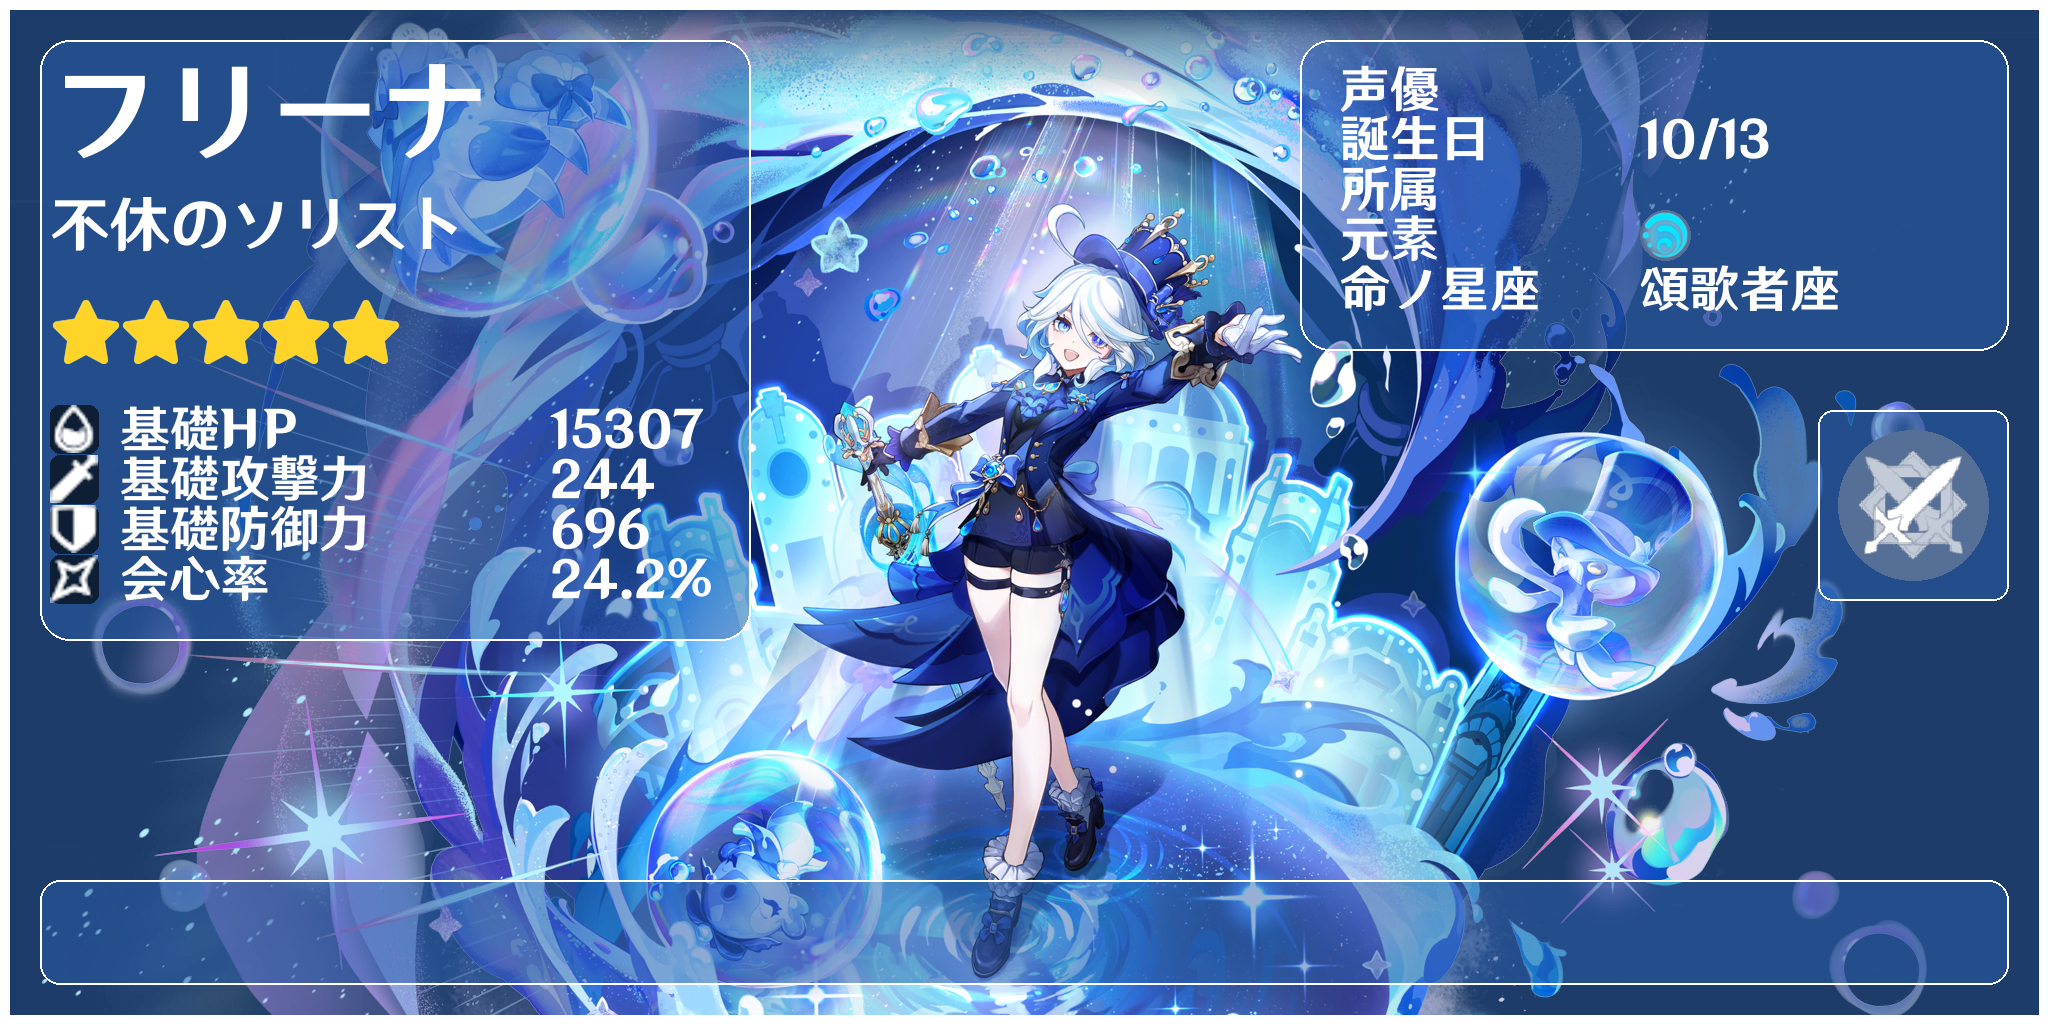 フリーナ
不休のソリスト
基礎HP 15307
基礎攻撃力 244
基礎防御力 696
会心率 24.2%
声優
誕生日 10/13
所属
元素
命ノ星座 頌歌者座